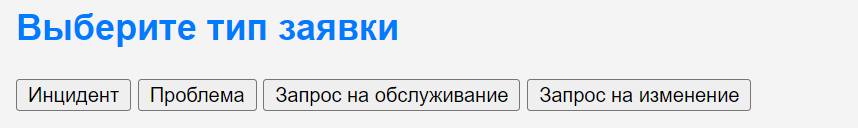 Выберите тип заявки
Инцидент Проблема Запрос на обслуживание Запрос на изменение